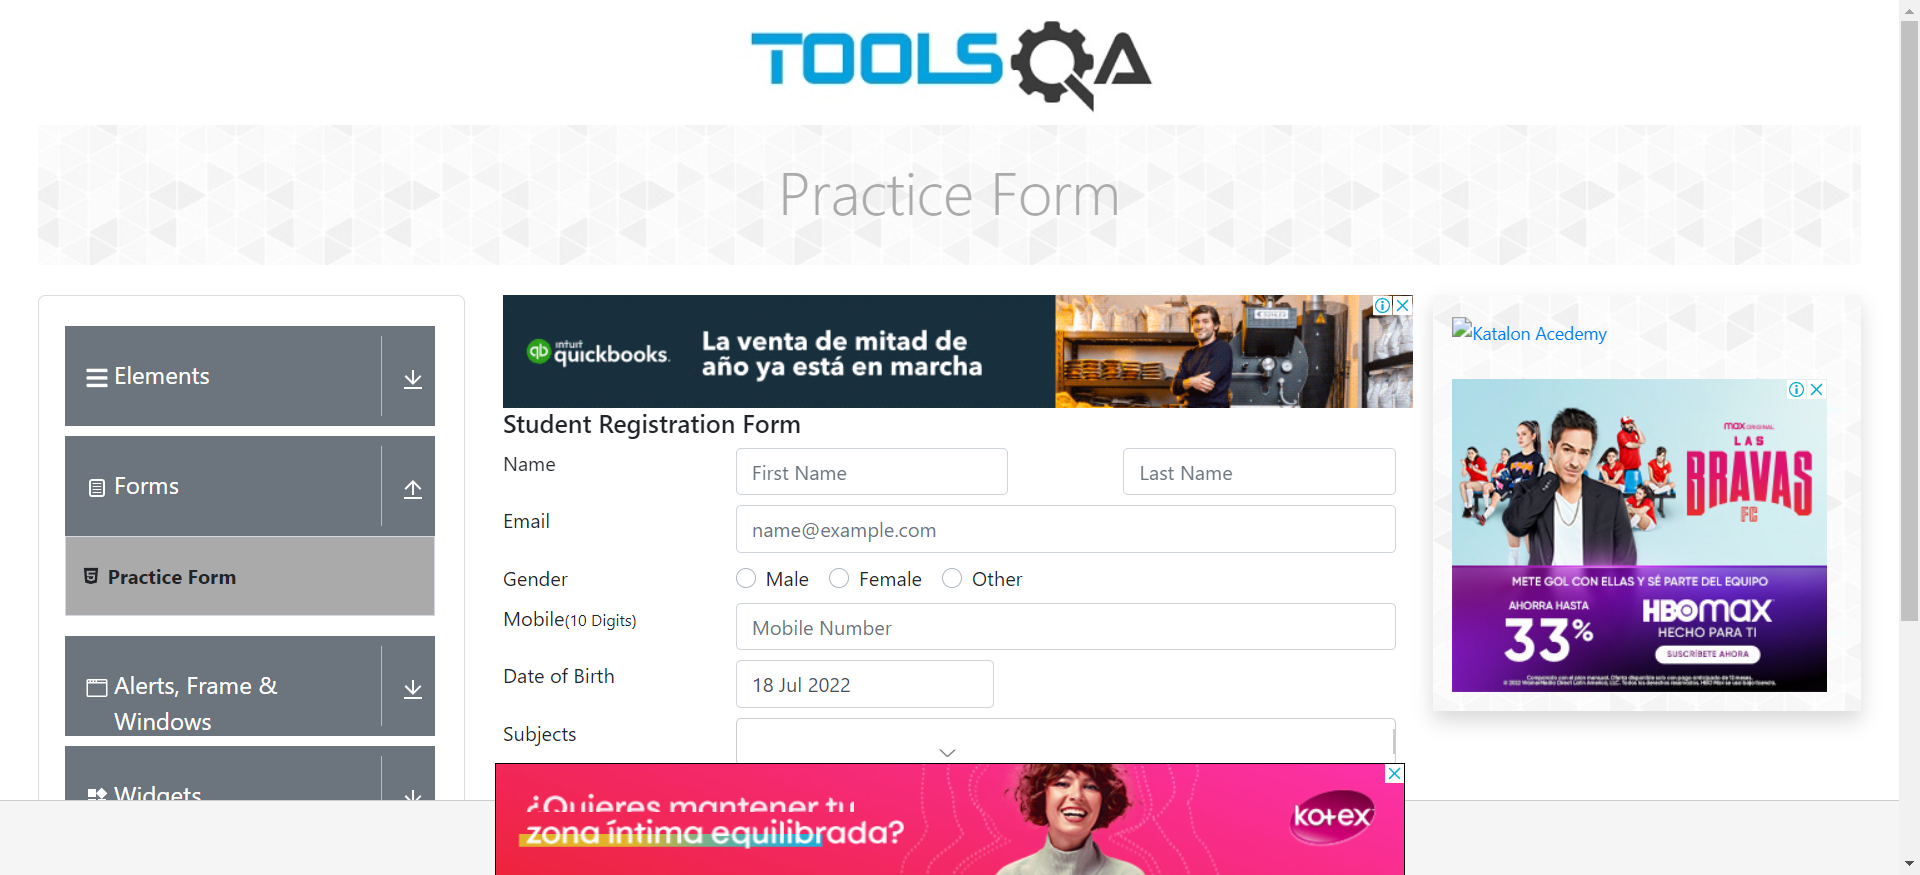 TOOLSQA
Practice Form
Elements
Forms
Practice Form
Alerts, Frame &
Windows
Widgets
intuit
qb quickbooks.
La venta de mitad de
año ya está en marcha
Student Registration Form
Name
First Name
Last Name
Email
name@example.com
Gender
Male
Female
Other
Mobile(10 Digits)
Mobile Number
Date of Birth
18 Jul 2022
Subjects
¿Quieres mantener tu
zona íntima equilibrada?
kotex
Katalon Acedemy
max ORIGINAL
LAS
BRAVAS
FC
METE GOL CON ELLAS Y SÉ PARTE DEL EQUIPO
AHORRA HASTA
33%
HBOmax
HECHO PARA TI
SUSCRÍBETE AHORA